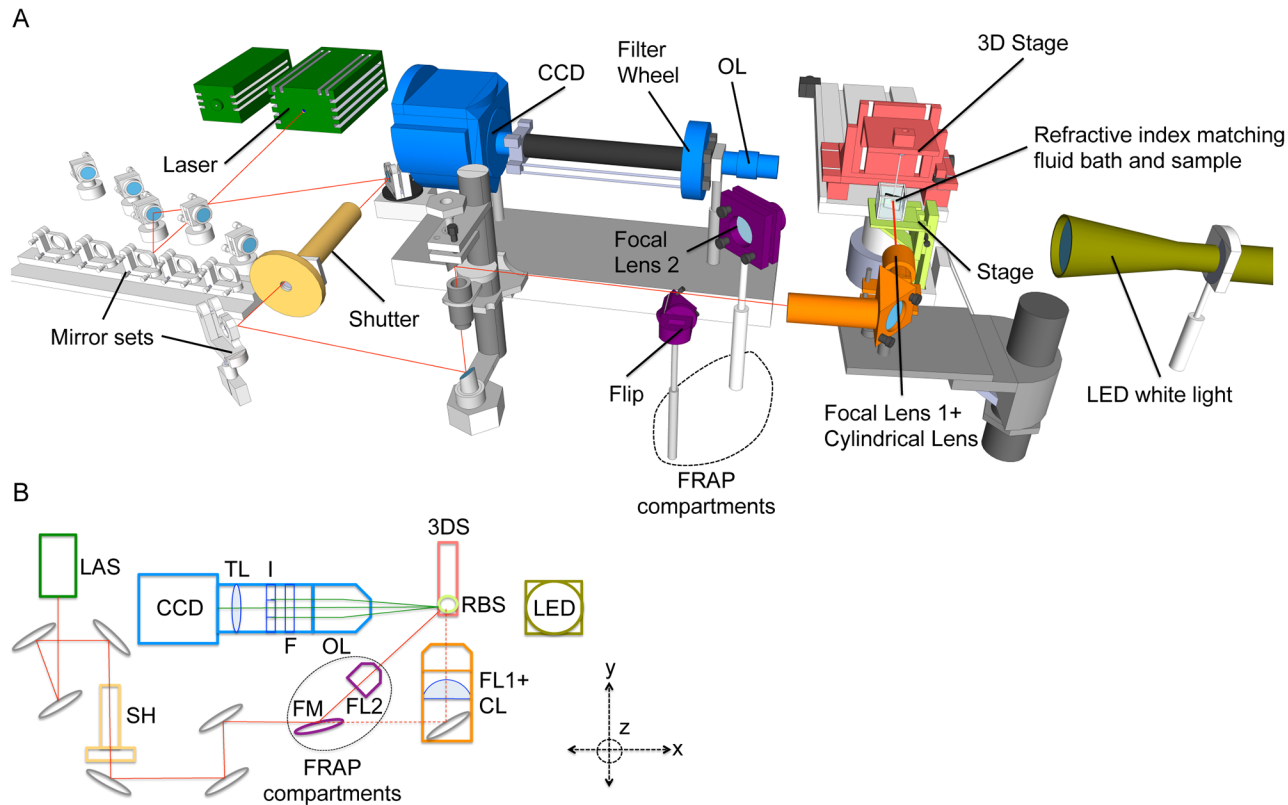 A
Filter
Wheel
CCD
OL
3D Stage
Laser
Refractive index matching
fluid bath and sample
Focal
Lens 2
Stage
Shutter
Mirror sets
Flip
LED white light
Focal Lens 1+
Cylindrical Lens
FRAP
compartments
B
3DS
LAS
TL
I
CCD
RBS
LED
F
OL
FL1+
CL
FL2
FM
SH
y
z
x
FRAP
compartments